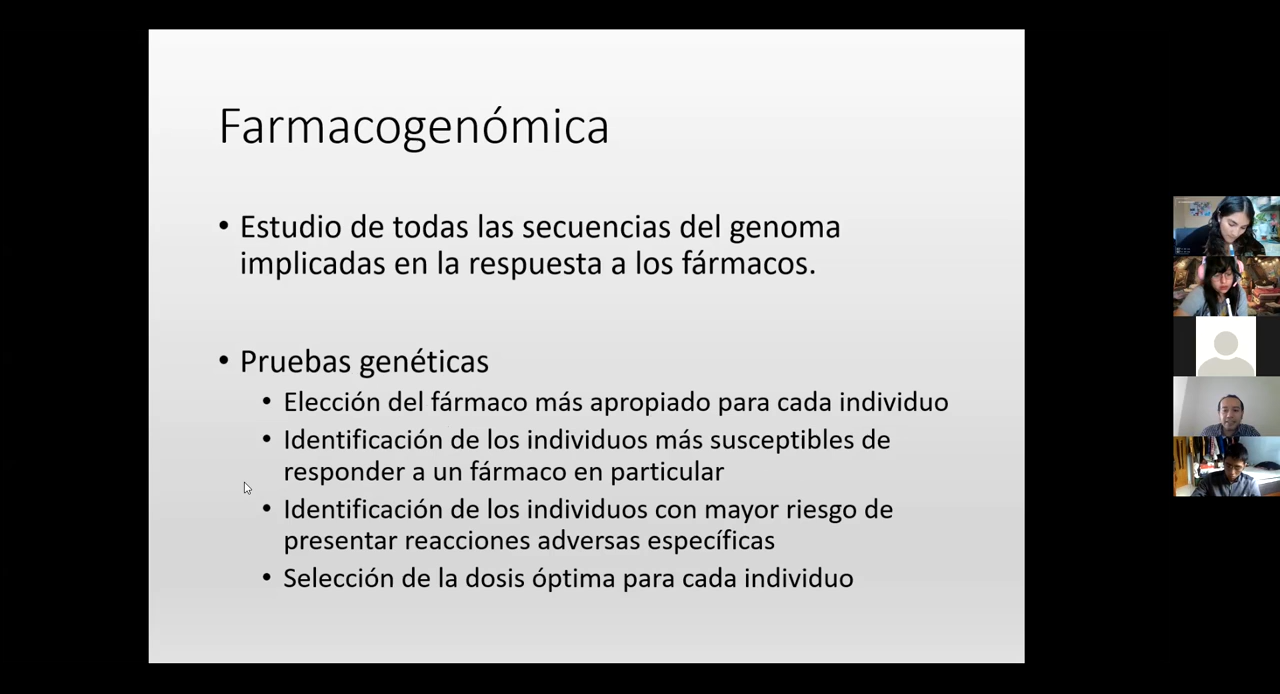 Farmacogenómica
• Estudio de todas las secuencias del genoma
implicadas en la respuesta a los fármacos.
• Pruebas genéticas
• Elección del fármaco más apropiado para cada individuo
• Identificación de los individuos más susceptibles de
responder a un fármaco en particular
• Identificación de los individuos con mayor riesgo de
presentar reacciones adversas específicas
• Selección de la dosis óptima para cada individuo